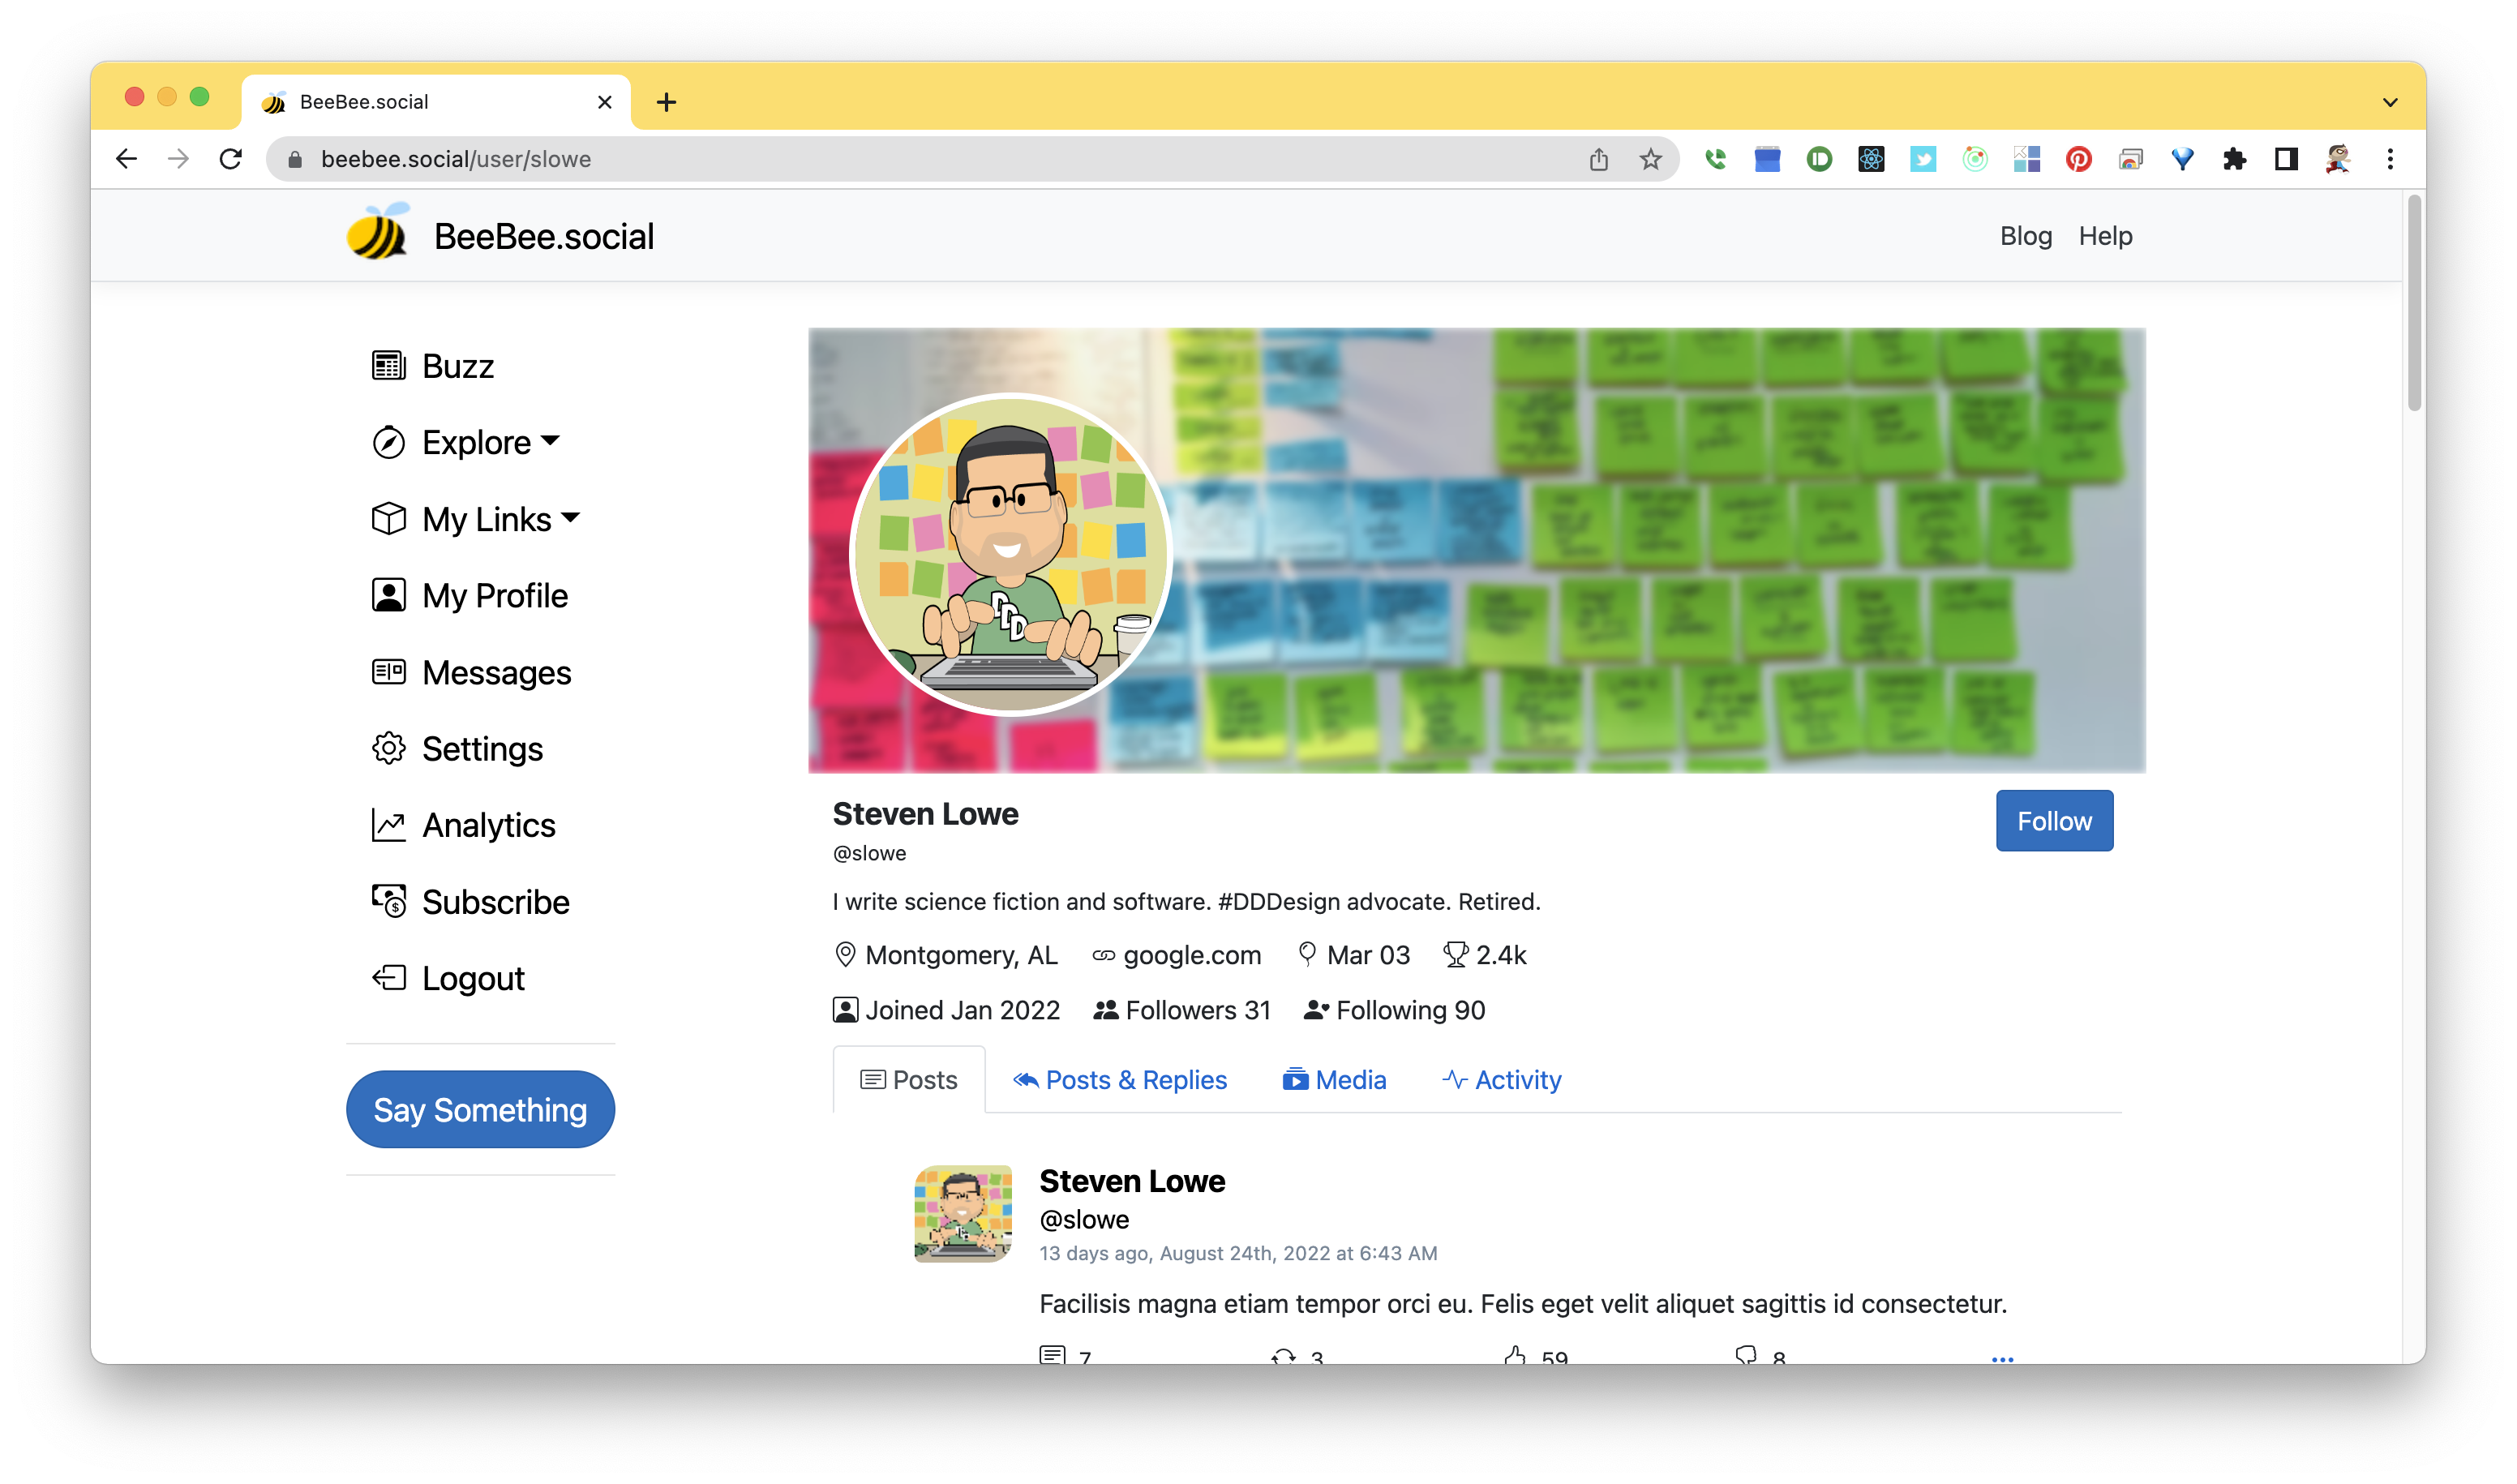 BeeBee.social
beebee.social/user/slowe
BeeBee.social
Blog Help
Buzz
Explore
My Links
My Profile
Messages
Settings
Analytics
Subscribe
Logout
Say Something
DDD
Steven Lowe
Follow
@slowe
I write science fiction and software. #DDDesign advocate. Retired.
Montgomery, AL google.com Mar 03 2.4k
Joined Jan 2022 Followers 31 Following 90
Posts Posts & Replies Media Activity
Steven Lowe
@slowe
13 days ago, August 24th, 2022 at 6:43 AM
Facilisis magna etiam tempor orci eu. Felis eget velit aliquet sagittis id consectetur.
7 3 59 8